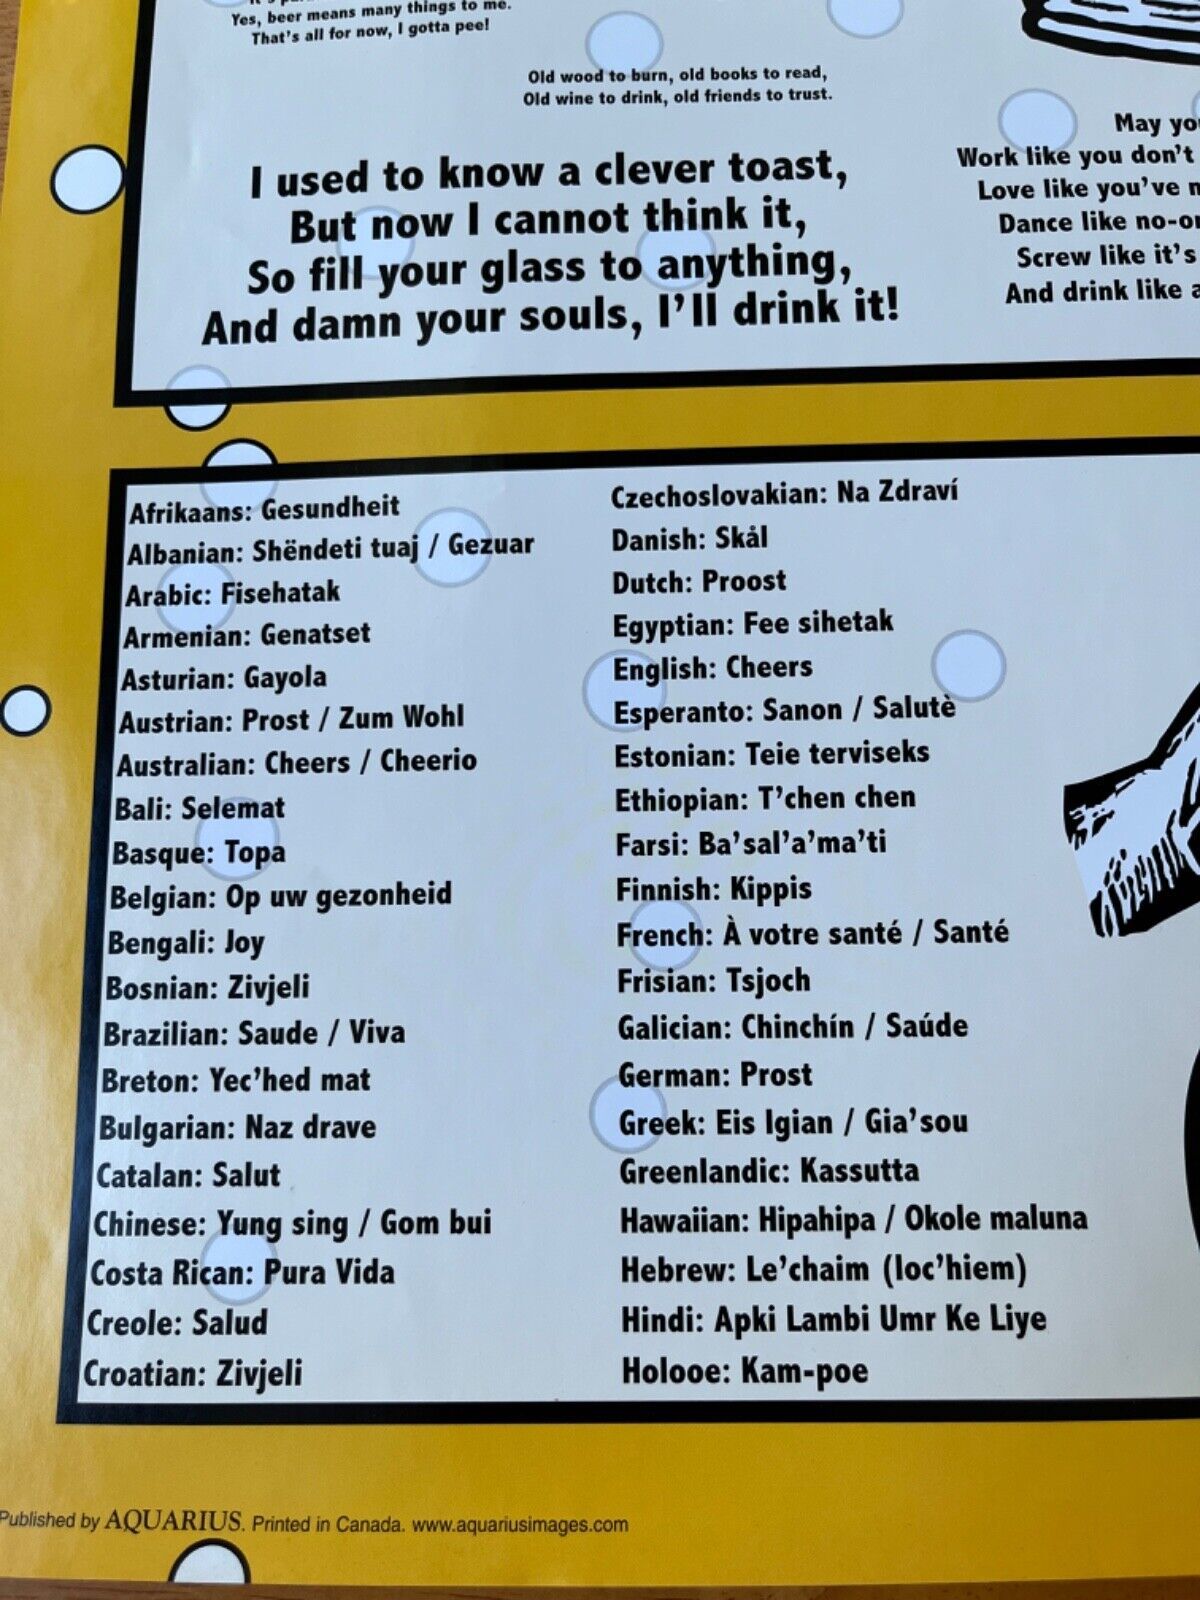 Yes, beer means many things to me.
That's all for now, I gotta pee!
Old wood to burn, old books to read,
Old wine to drink, old friends to trust.
I used to know a clever toast,
But now I cannot think it,
So fill your glass to anything,
And damn your souls, I'll drink it!
May yo
Work like you don't
Love like you've
Dance like
Screw like it's
And drink like a
Afrikaans: Gesundheit
Albanian: Shëndeti tuaj / Gezuar
Arabic: Fisehatak
Armenian: Genatset
Asturian: Gayola
Austrian: Prost / Zum Wohl
Australian: Cheers / Cheerio
Bali: Selemat
Basque: Topa
Belgian: Op uw gezonheid
Bengali: Joy
Bosnian: Zivjeli
Brazilian: Saude / Viva
Breton: Yec'hed mat
Bulgarian: Naz drave
Catalan: Salut
Chinese: Yung sing / Gom bui
Costa Rican: Pura Vida
Creole: Salud
Croatian: Zivjeli
Czechoslovakian: Na Zdraví
Danish: Skål
Dutch: Proost
Egyptian: Fee sihetak
English: Cheers
Esperanto: Sanon / Salutè
Estonian: Teie terviseks
Ethiopian: T'chen chen
Farsi: Ba'sal'a'ma'ti
Finnish: Kippis
French: À votre santé / Santé
Frisian: Tsjoch
Galician: Chinchín / Saúde
German: Prost
Greek: Eis Igian / Gia'sou
Greenlandic: Kassutta
Hawaiian: Hipahipa / Okole maluna
Hebrew: Le'chaim (loc'hiem)
Hindi: Apki Lambi Umr Ke Liye
Holooe: Kam-poe
Published by AQUARIUS. Printed in Canada. www.aquariusimages.com